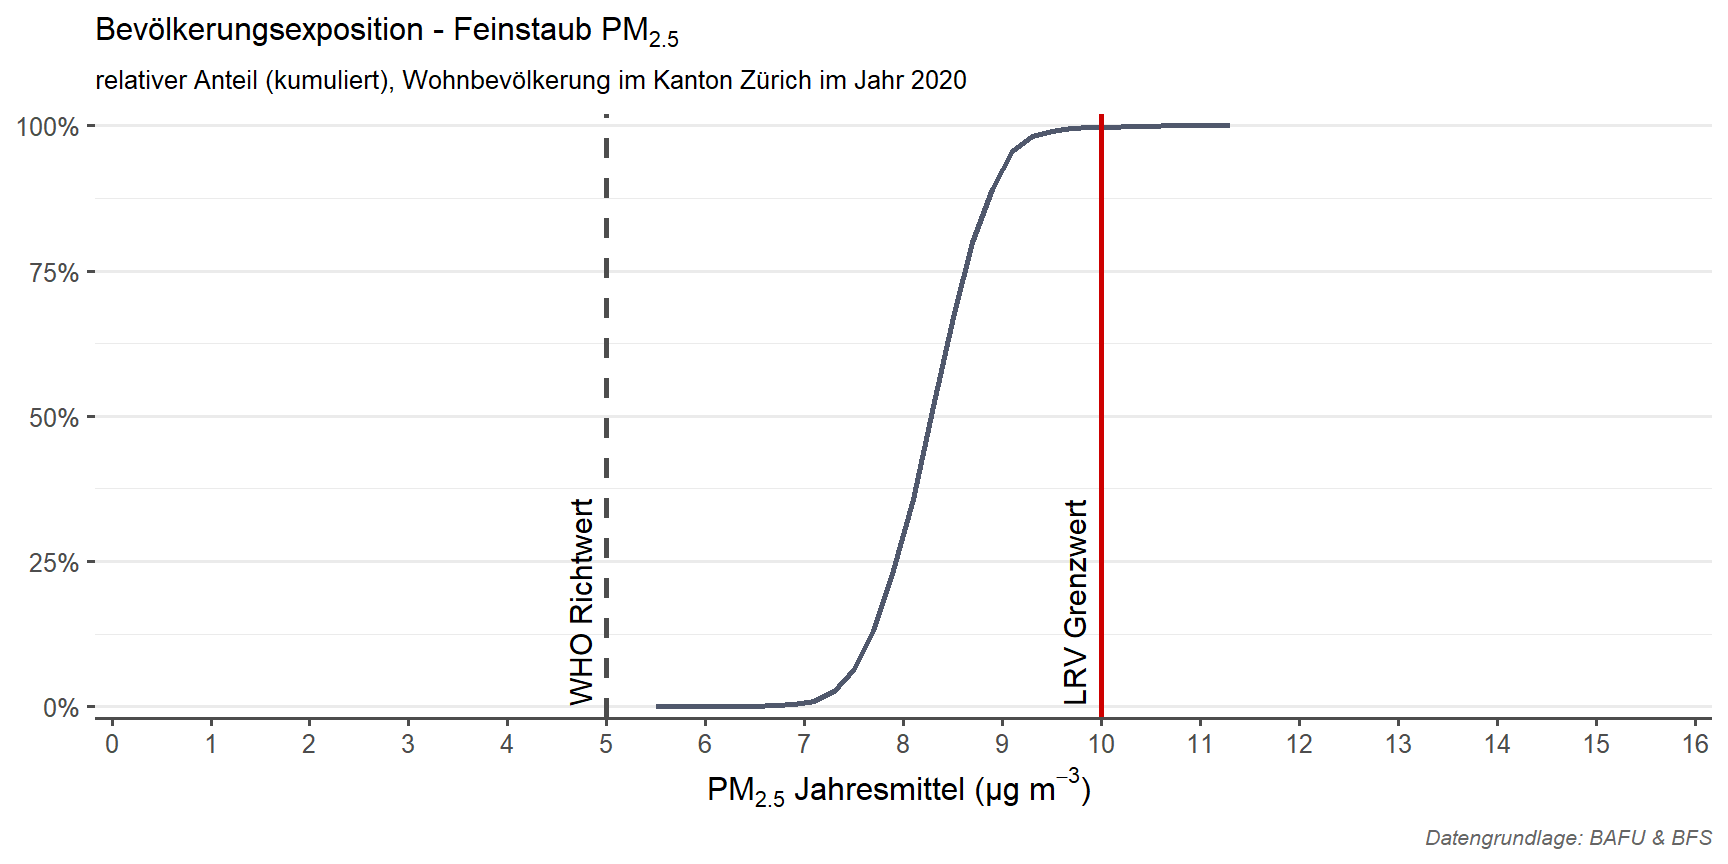 Bevölkerungsexposition - Feinstaub PM2.5
relativer Anteil (kumuliert), Wohnbevölkerung im Kanton Zürich im Jahr 2020
100%
75%
50%
25%
0%
WHO Richtwert
LRV Grenzwert
0 1 2 3 4 5 6 7 8 9 10 11 12 13 14 15 16
PM2.5 Jahresmittel (µg m−3)
Datengrundlage: BAFU & BFS